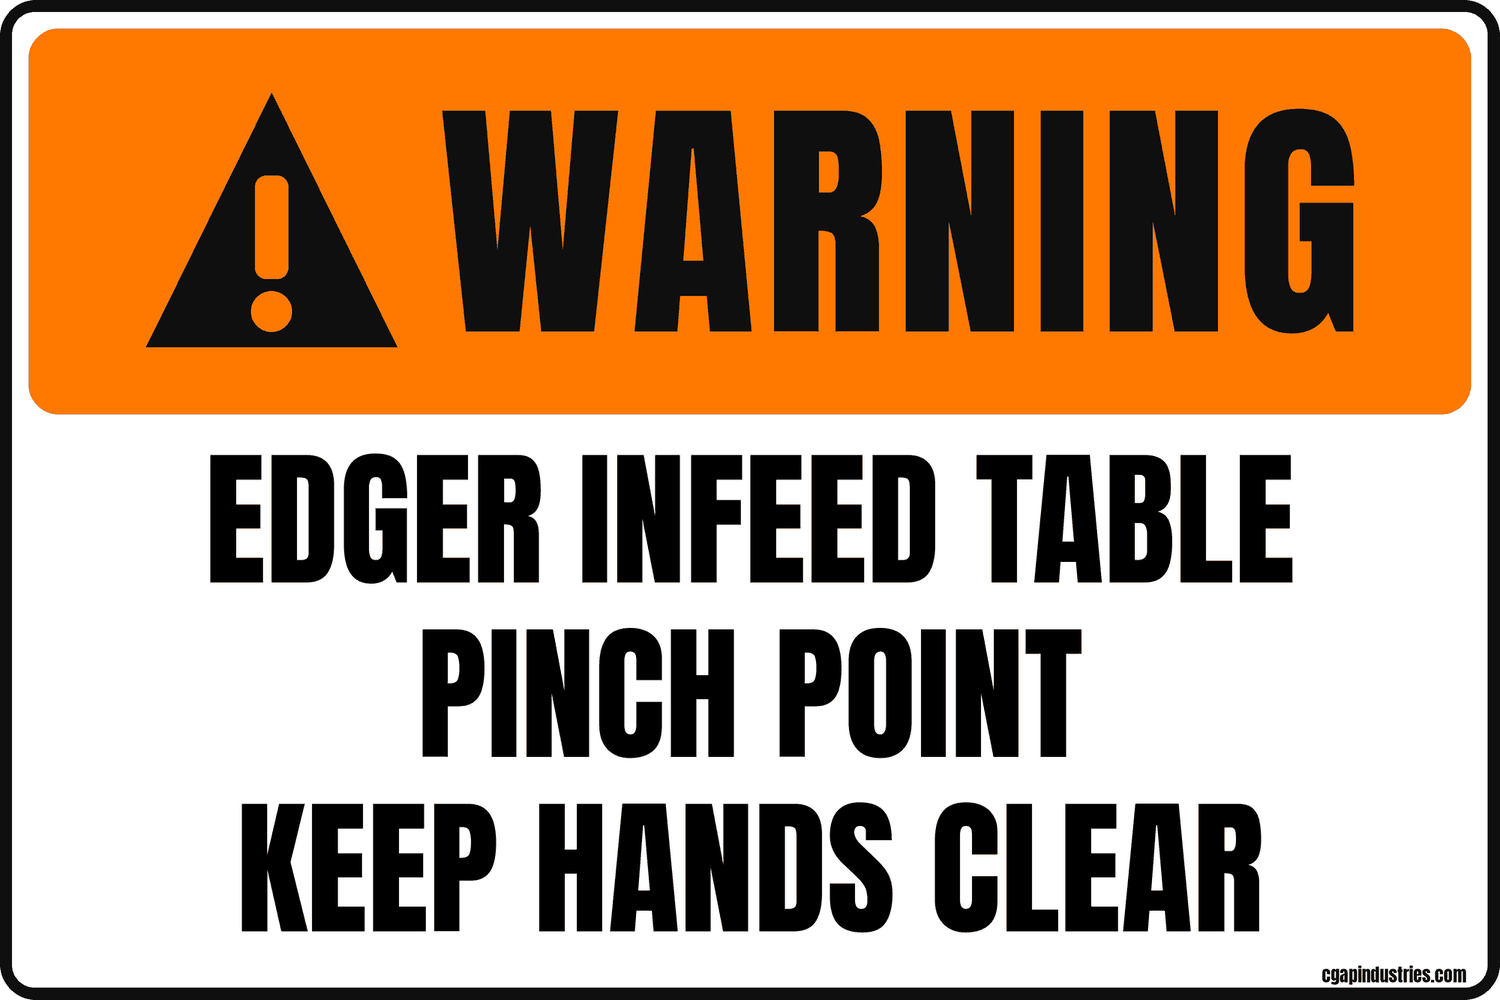 WARNING
EDGER INFEED TABLE
PINCH POINT
KEEP HANDS CLEAR
cgapindustries.com